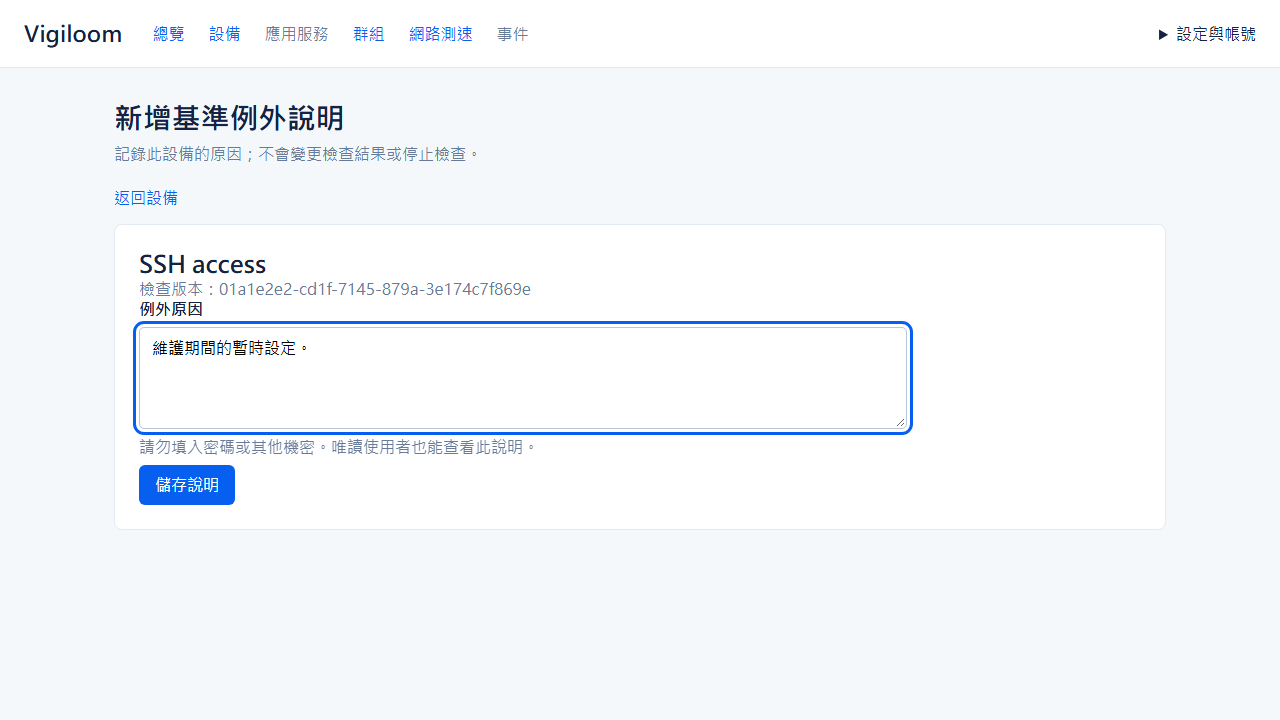 Vigiloom 總覽 設備 應用服務 群組 網路測速 事件 ▶ 設定與帳號
新增基準例外說明
記錄此設備的原因；不會變更檢查結果或停止檢查。
返回設備
SSH access
檢查版本：01a1e2e2-cd1f-7145-879a-3e174c7f869e
例外原因
維護期間的暫時設定。
請勿填入密碼或其他機密。唯讀使用者也能查看此說明。
儲存說明